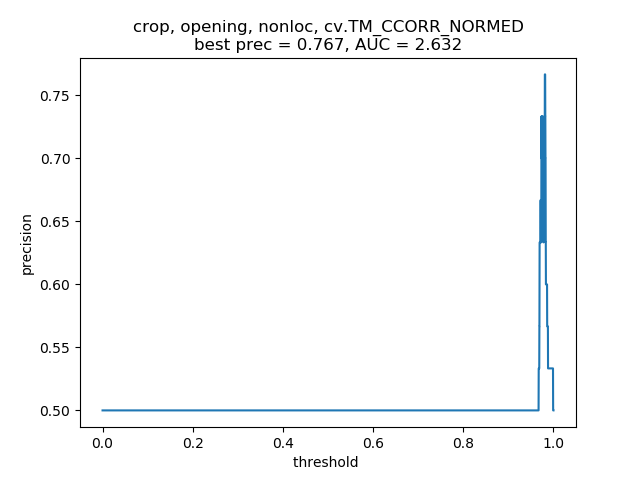 crop, opening, nonloc, cv.TM_CCORR_NORMED
best prec = 0.767, AUC = 2.632
precision
0.75
0.70
0.65
0.60
0.55
0.50
0.0 0.2 0.4 0.6 0.8 1.0
threshold